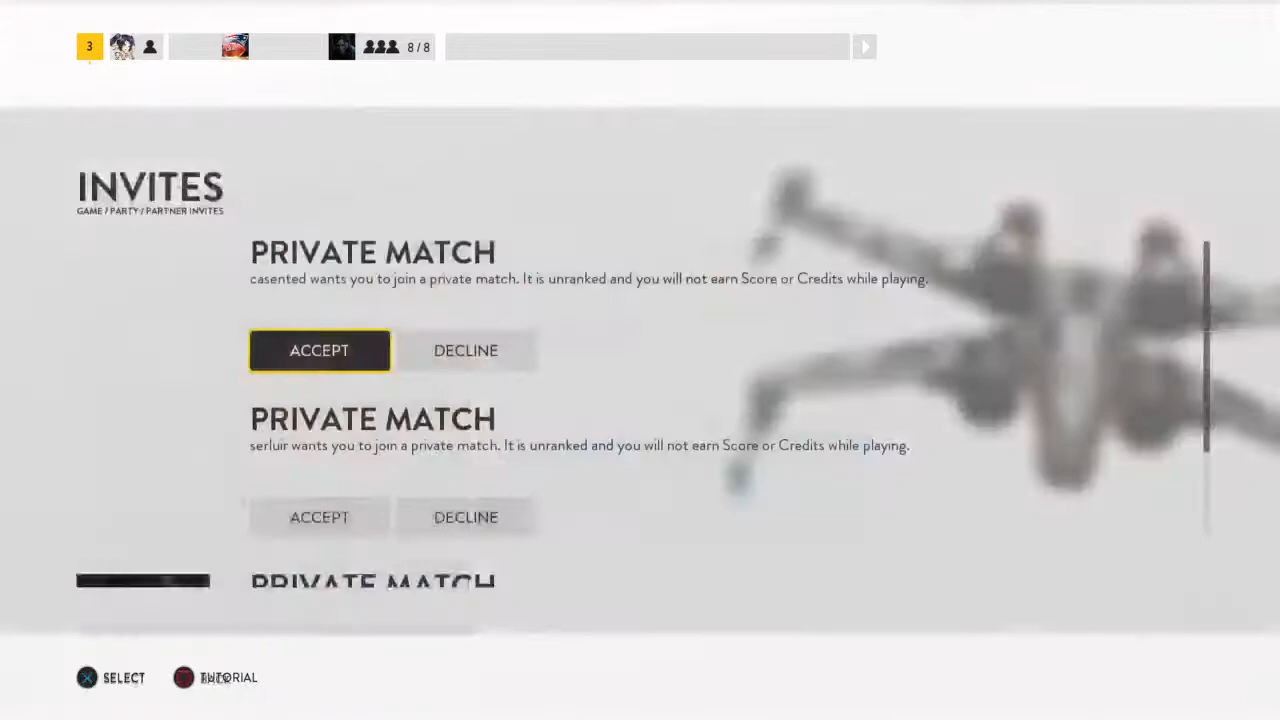 3
8 / 8
INVITES
GAME / PARTY / PARTNER INVITES
PRIVATE MATCH
casented wants you to join a private match. It is unranked and you will not earn Score or Credits while playing.
ACCEPT DECLINE
PRIVATE MATCH
serluir wants you to join a private match. It is unranked and you will not earn Score or Credits while playing.
ACCEPT DECLINE
PRIVATE MATCH
SELECT TUTORIAL